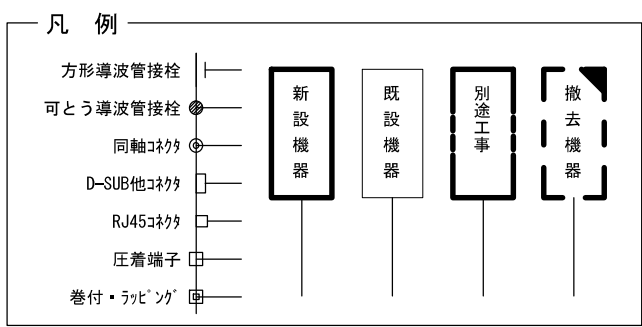 凡 例
方形導波管接栓
可とう導波管接栓
同軸ｺﾈｸﾀ
D-SUB他ｺﾈｸﾀ
RJ45ｺﾈｸﾀ
圧着端子
巻付・ﾗｯﾋﾟﾝｸﾞ
新設機器
既設機器
別途工事
撤去機器